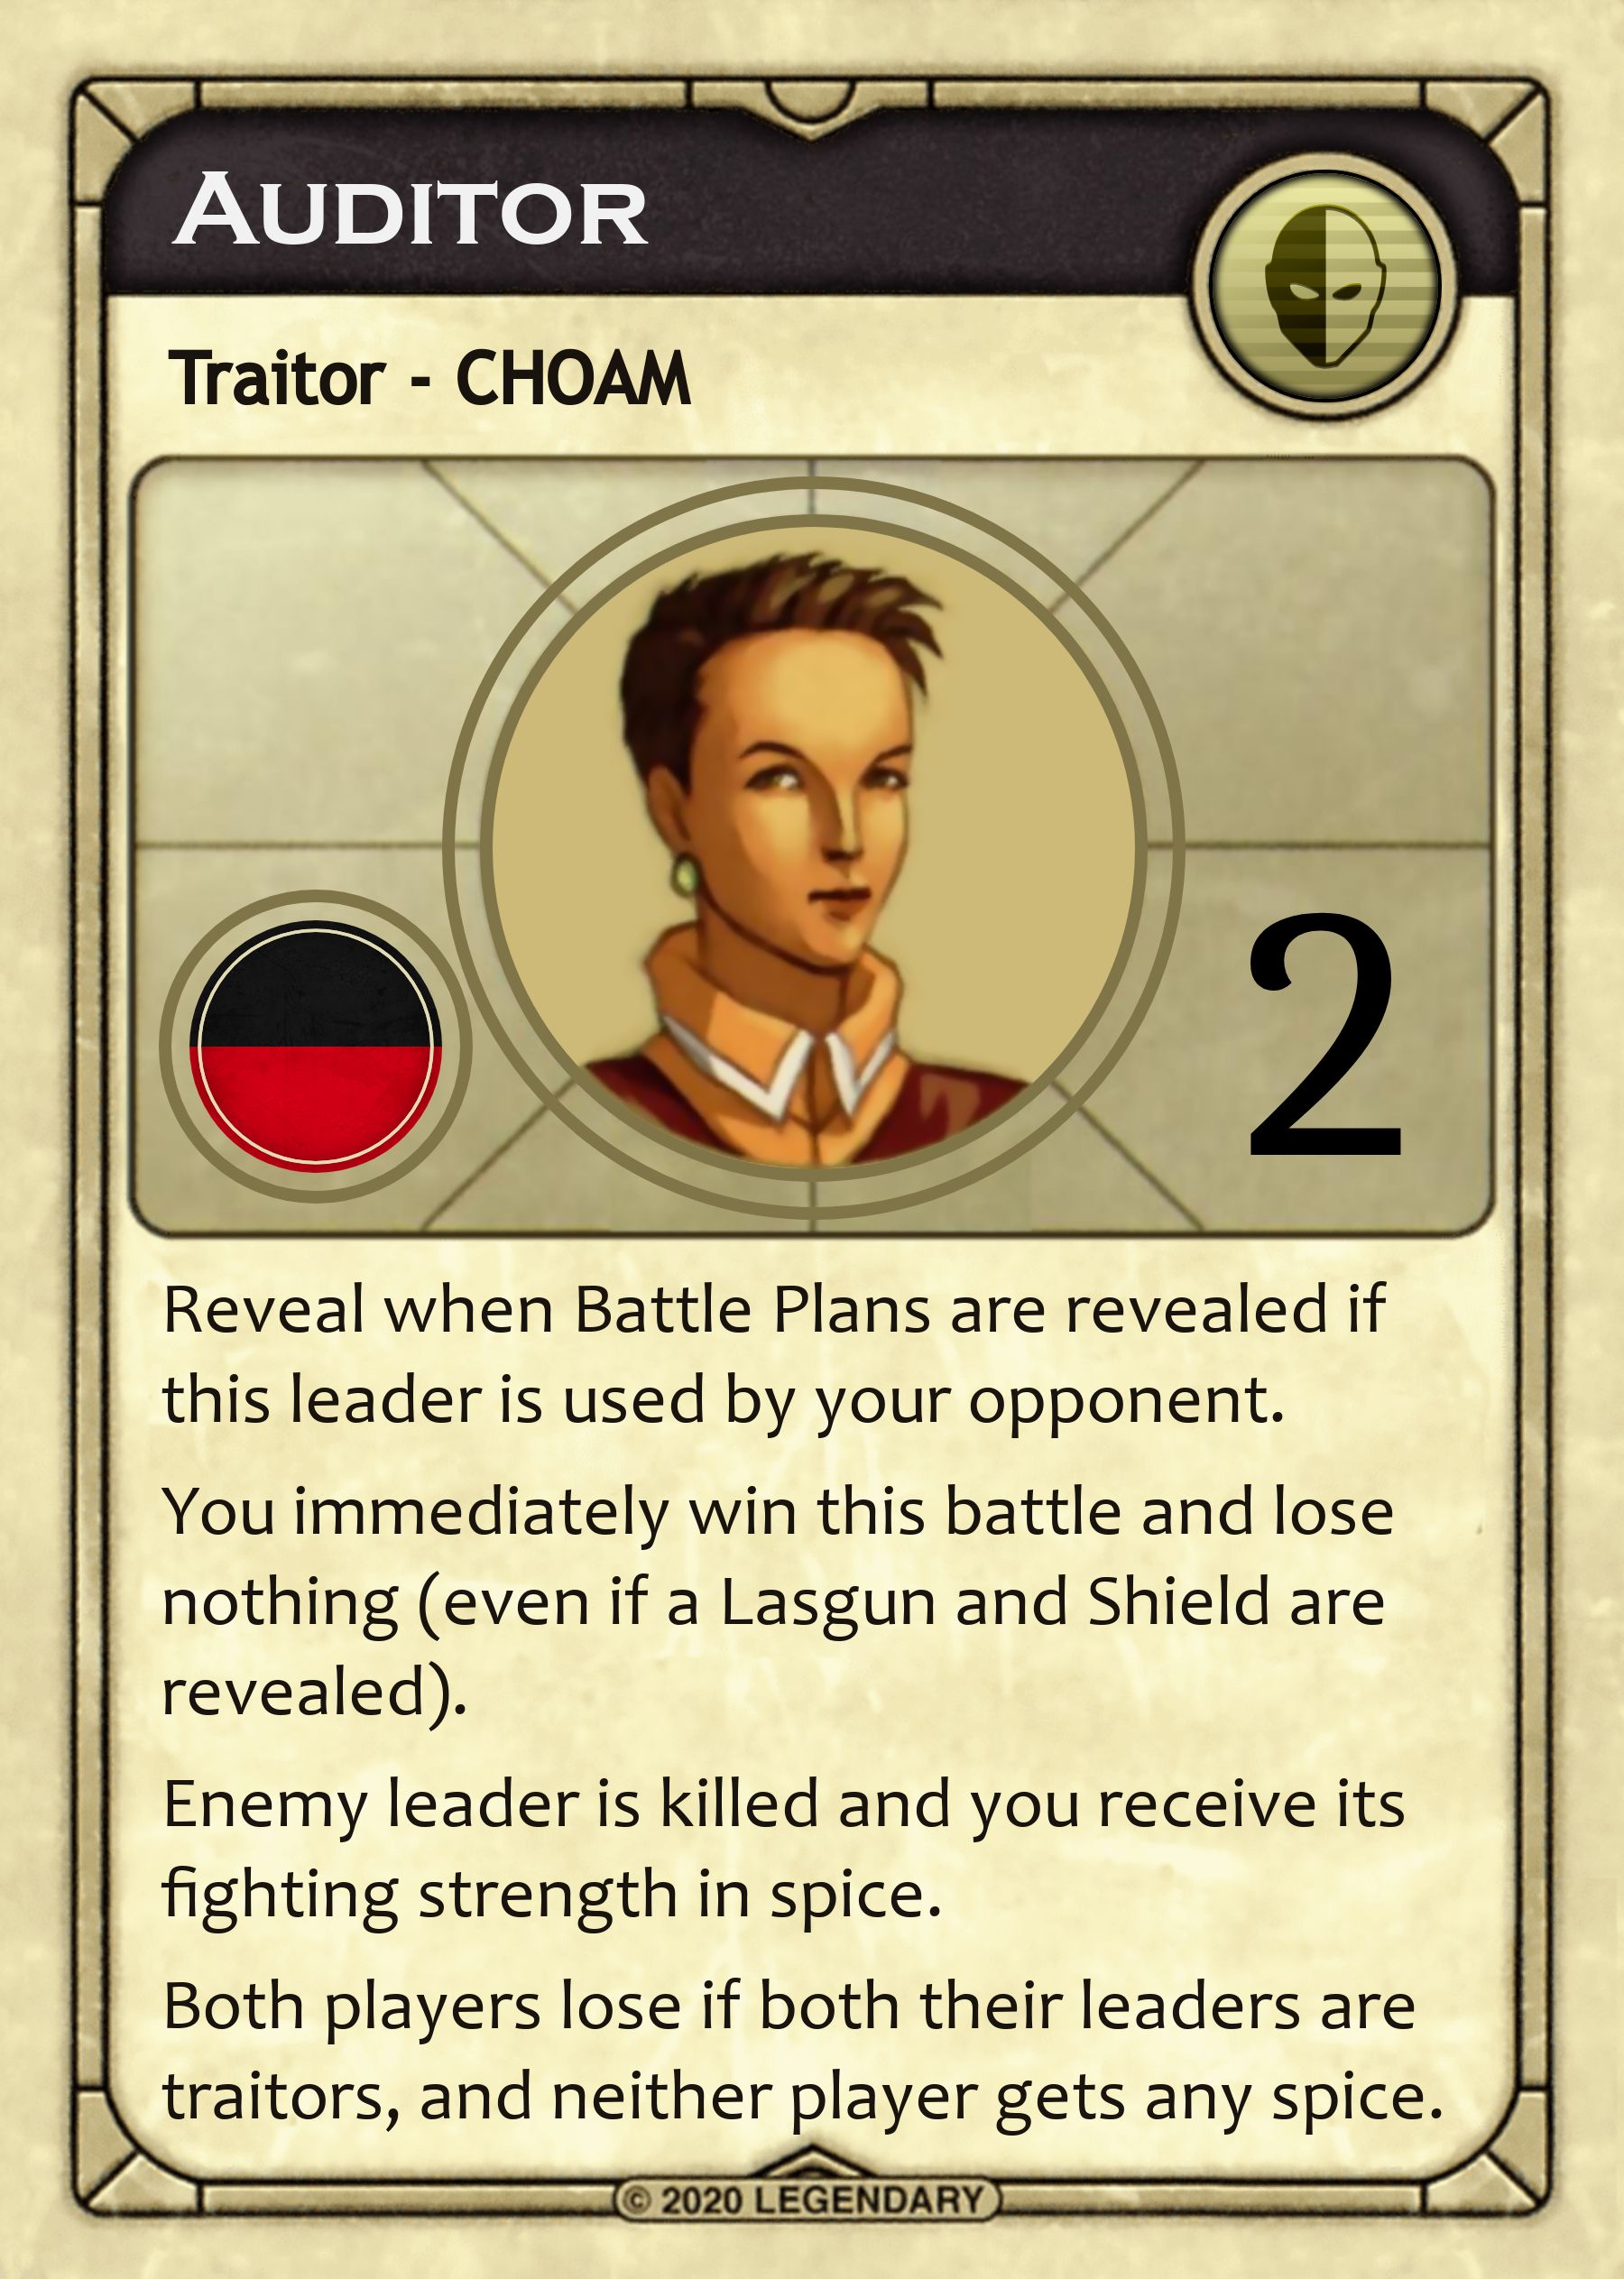 AUDITOR
Traitor - CHOAM
2
Reveal when Battle Plans are revealed if
this leader is used by your opponent.
You immediately win this battle and lose
nothing (even if a Lasgun and Shield are
revealed).
Enemy leader is killed and you receive its
fighting strength in spice.
Both players lose if both their leaders are
traitors, and neither player gets any spice.
© 2020 LEGENDARY